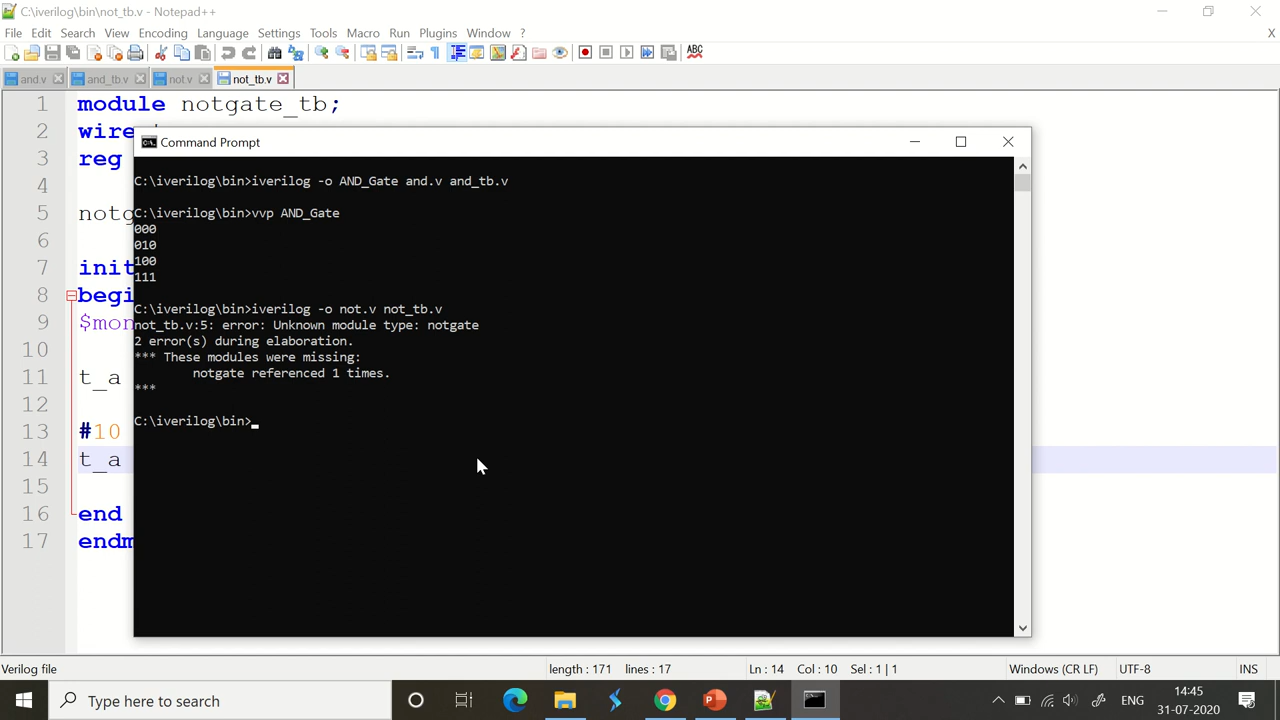 C:\iverilog\bin\not_tb.v - Notepad++
File Edit Search View Encoding Language Settings Tools Macro Run Plugins Window ? X
ABC
and.v and_tb.v not.v not_tb.v
1 module notgate_tb;
2 wire
3 reg
4
5 notg
6
7 init
8 begi
9 $mon
10
11 t_a
12
13 #10
14 t_a
15
16 end
17 endm
Command Prompt
C:\iverilog\bin>iverilog -o AND_Gate and.v and_tb.v
C:\iverilog\bin>vvp AND_Gate
000
010
100
111
C:\iverilog\bin>iverilog -o not.v not_tb.v
not_tb.v:5: error: Unknown module type: notgate
2 error(s) during elaboration.
*** These modules were missing:
notgate referenced 1 times.
***
C:\iverilog\bin>
Verilog file length : 171 lines : 17 Ln : 14 Col : 10 Sel : 1 | 1 Windows (CR LF) UTF-8 INS
Type here to search ENG 14:45
31-07-2020